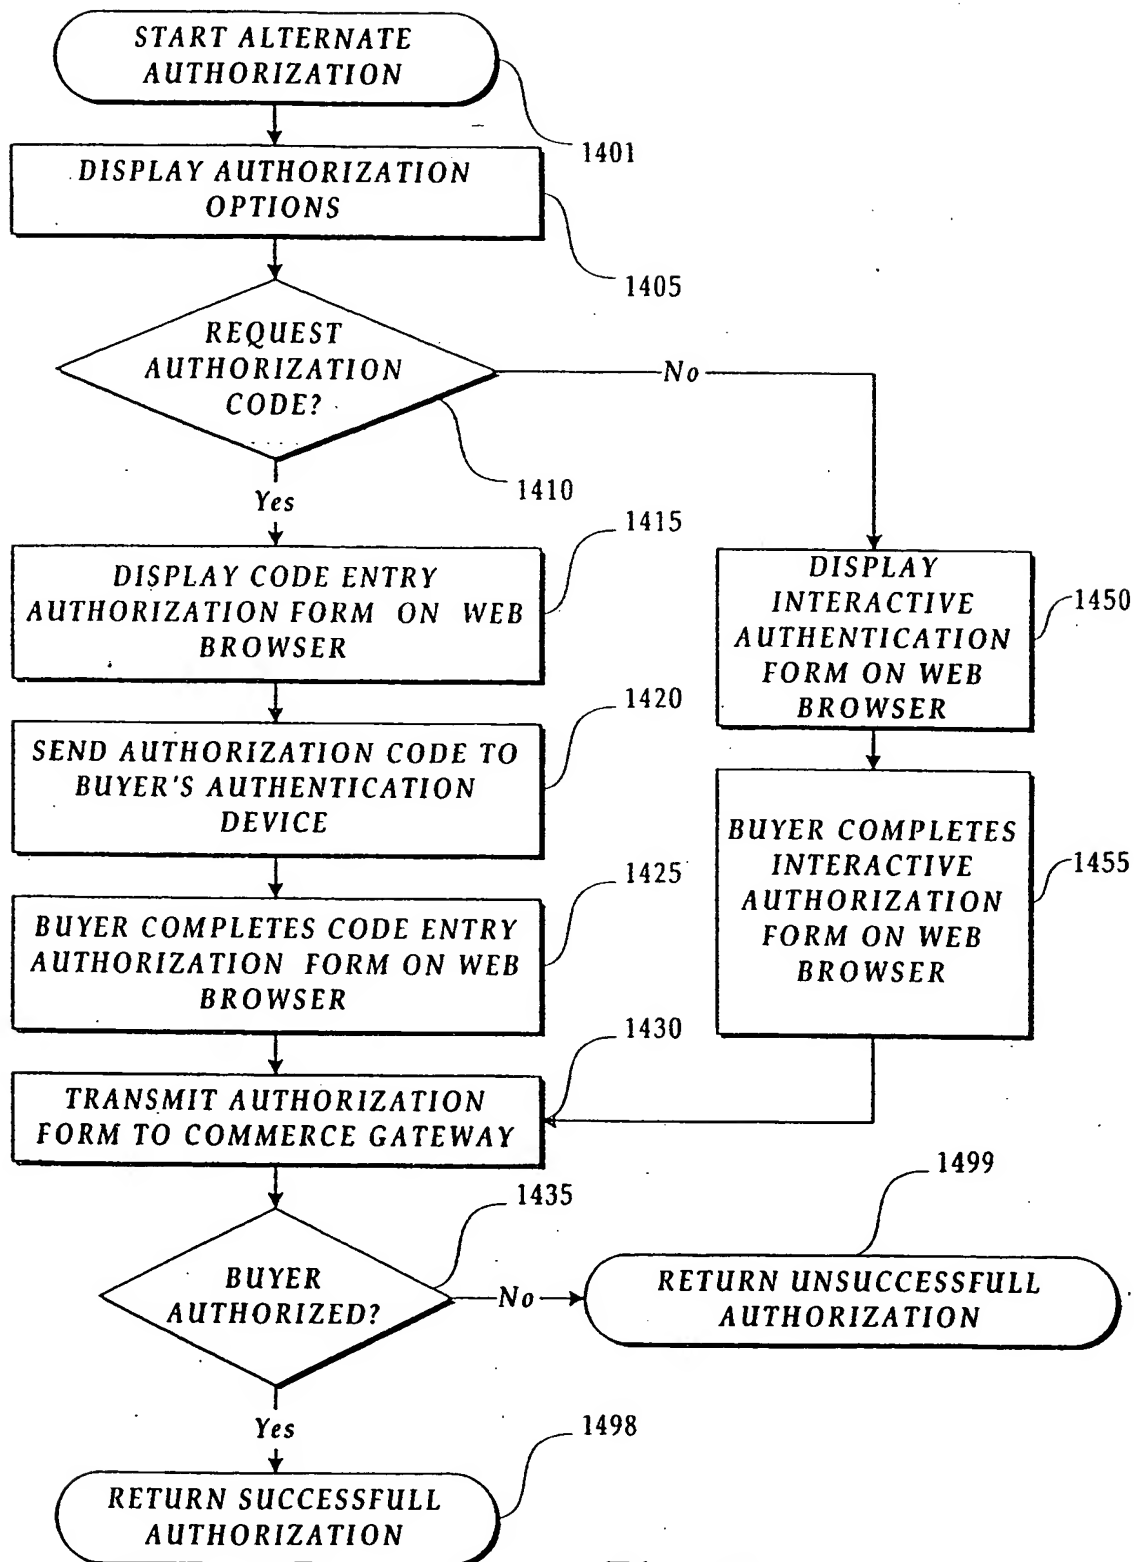 START ALTERNATE
AUTHORIZATION
1401
DISPLAY AUTHORIZATION
OPTIONS
1405
REQUEST
AUTHORIZATION
CODE?
No
1410
Yes
1415
DISPLAY CODE ENTRY
AUTHORIZATION FORM ON WEB
BROWSER
DISPLAY
INTERACTIVE
AUTHENTICATION
FORM ON WEB
BROWSER
1450
1420
SEND AUTHORIZATION CODE TO
BUYER'S AUTHENTICATION
DEVICE
BUYER COMPLETES
INTERACTIVE
AUTHORIZATION
FORM ON WEB
BROWSER
1455
1425
BUYER COMPLETES CODE ENTRY
AUTHORIZATION FORM ON WEB
BROWSER
1430
TRANSMIT AUTHORIZATION
FORM TO COMMERCE GATEWAY
1435
BUYER
AUTHORIZED?
No
1499
RETURN UNSUCCESSFULL
AUTHORIZATION
Yes
1498
RETURN SUCCESSFULL
AUTHORIZATION